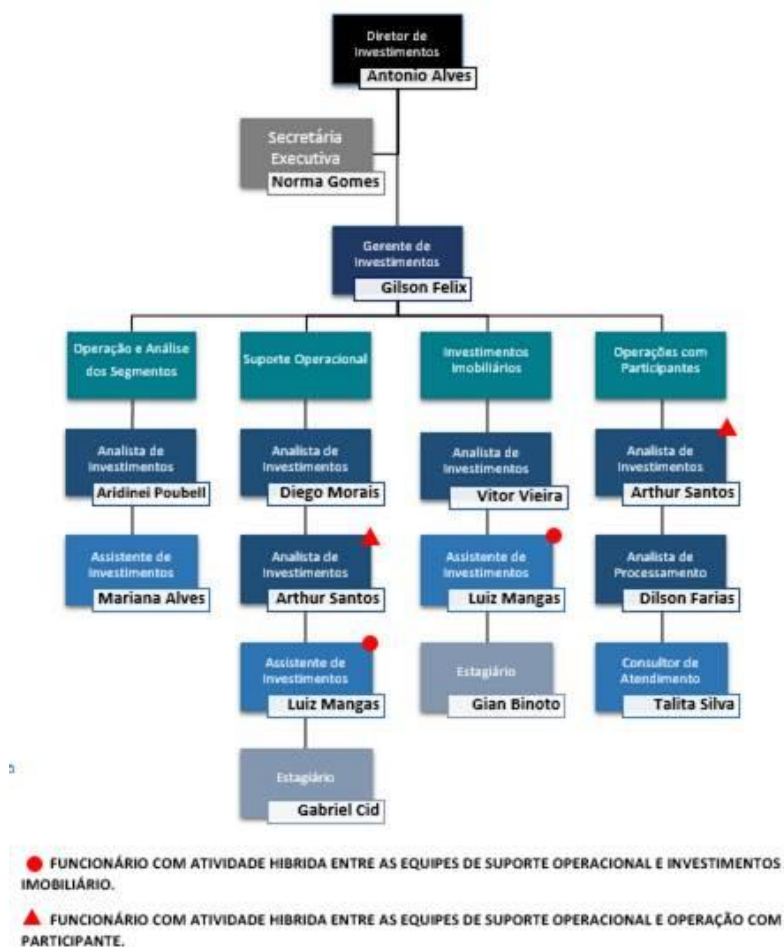 Diretor de
Investimentos
Antonio Alves
Secretária
Executiva
Norma Gomes
Gerente de
Investimentos
Gilson Felix
Operação e Análise
dos Segmentos
Suporte Operacional
Investimentos
Imobiliários
Operações com
Participantes
Analista de
Investimentos
Aridinei Poubell
Analista de
Investimentos
Diego Morais
Analista de
Investimentos
Vitor Vieira
Analista de
Investimentos
Arthur Santos
Assistente de
Investimentos
Mariana Alves
Analista de
Investimentos
Arthur Santos
Assistente de
Investimentos
Luiz Mangas
Analista de
Processamento
Dilson Farias
Assistente de
Investimentos
Luiz Mangas
Estagiário
Gian Binoto
Consultor de
Atendimento
Talita Silva
Estagiário
Gabriel Cid
FUNCIONÁRIO COM ATIVIDADE HIBRIDA ENTRE AS EQUIPES DE SUPORTE OPERACIONAL E INVESTIMENTOS
IMOBILIÁRIO.
FUNCIONÁRIO COM ATIVIDADE HIBRIDA ENTRE AS EQUIPES DE SUPORTE OPERACIONAL E OPERAÇÃO COM
PARTICIPANTE.